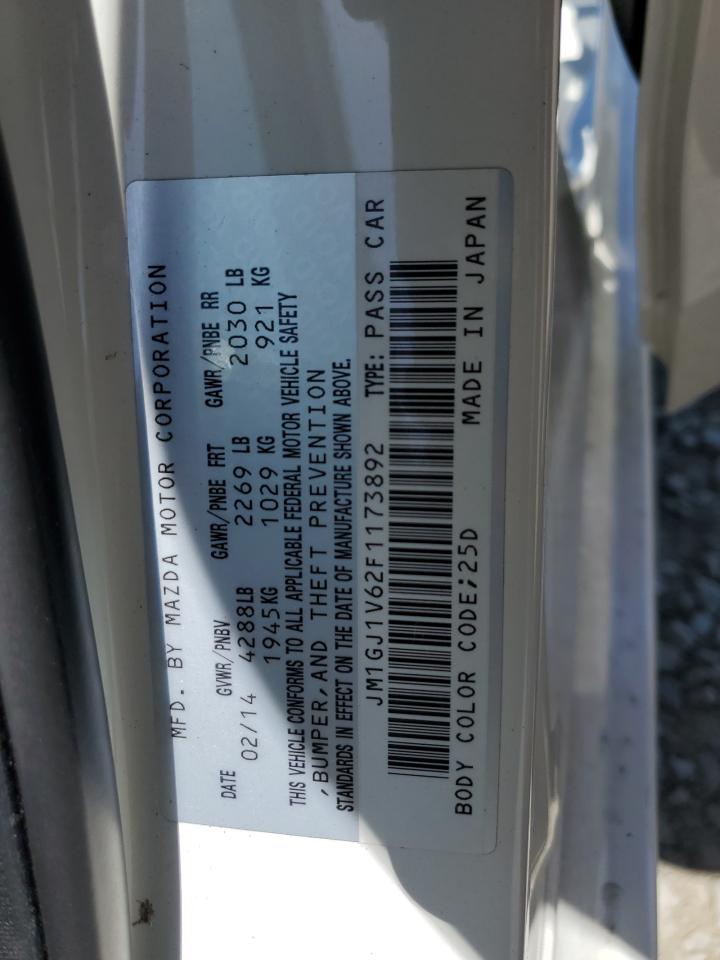 MFD. BY MAZDA MOTOR CORPORATION
DATE GVWR/PNBV GAWR/PNBE FRT GAWR/PNBE RR
02/14 4288LB 2269 LB 2030 LB
1945KG 1029 KG 921 KG
THIS VEHICLE CONFORMS TO ALL APPLICABLE FEDERAL MOTOR VEHICLE SAFETY
,BUMPER,AND THEFT PREVENTION
STANDARDS IN EFFECT ON THE DATE OF MANUFACTURE SHOWN ABOVE.
JM1GJ1V62F1173892 TYPE: PASS CAR
BODY COLOR CODE;25D MADE IN JAPAN